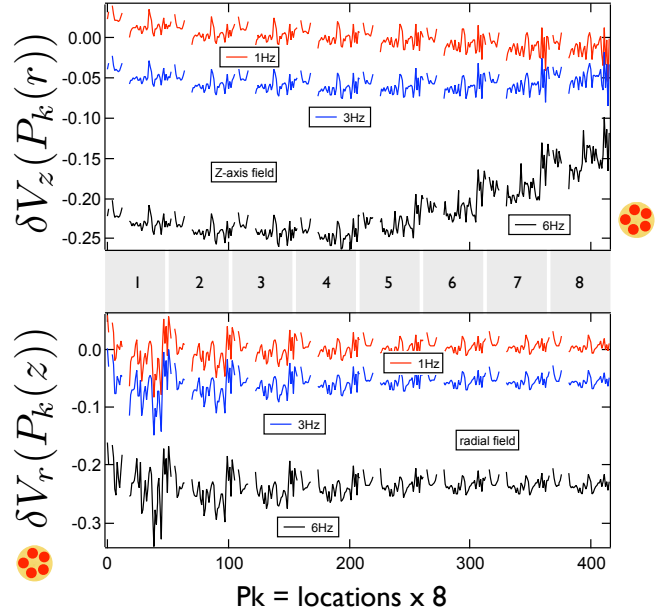 0.00
-0.05
-0.10
-0.15
-0.20
-0.25
δV_z(P_k(r))
1Hz
3Hz
Z-axis field
6Hz
1 2 3 4 5 6 7 8
0.0
-0.1
-0.2
-0.3
δV_r(P_k(z))
1Hz
3Hz
radial field
6Hz
0 100 200 300 400
Pk = locations x 8